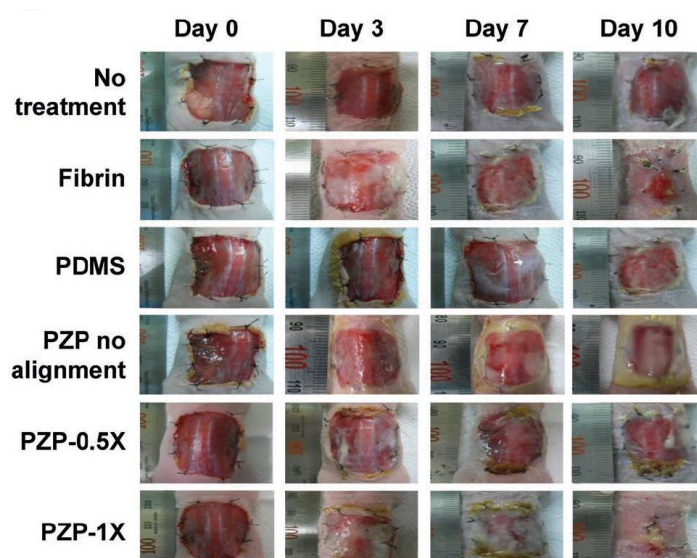 Day 0 Day 3 Day 7 Day 10
No
treatment
Fibrin
PDMS
PZP no
alignment
PZP-0.5X
PZP-1X